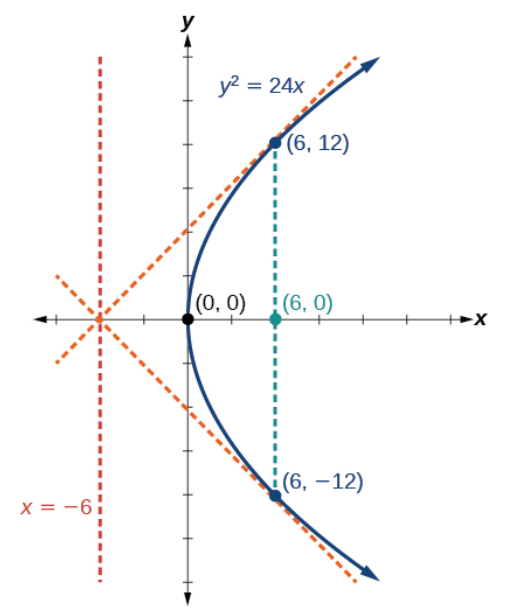 y
y² = 24x
(6, 12)
(0, 0)
(6, 0)
x
(6, −12)
x = −6